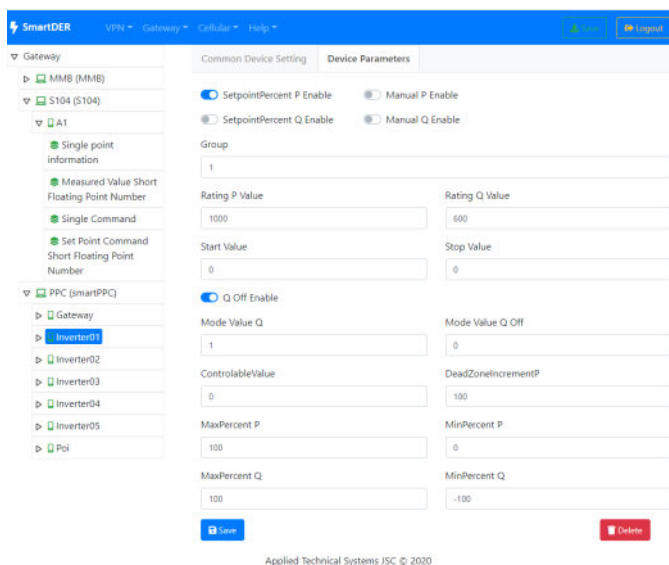 SmartDER VPN Gateway Cellular Help Save Logout
Gateway
MMB (MMB)
S104 (S104)
A1
Single point
information
Measured Value Short
Floating Point Number
Single Command
Set Point Command
Short Floating Point
Number
PPC (smartPPC)
Gateway
Inverter01
Inverter02
Inverter03
Inverter04
Inverter05
Poi
Common Device Setting Device Parameters
SetpointPercent P Enable Manual P Enable
SetpointPercent Q Enable Manual Q Enable
Group
1
Rating P Value Rating Q Value
1000 600
Start Value Stop Value
0 0
Q Off Enable
Mode Value Q Mode Value Q Off
1 0
ControlableValue DeadZoneIncrementP
0 100
MaxPercent P MinPercent P
100 0
MaxPercent Q MinPercent Q
100 -100
Save Delete
Applied Technical Systems JSC © 2020